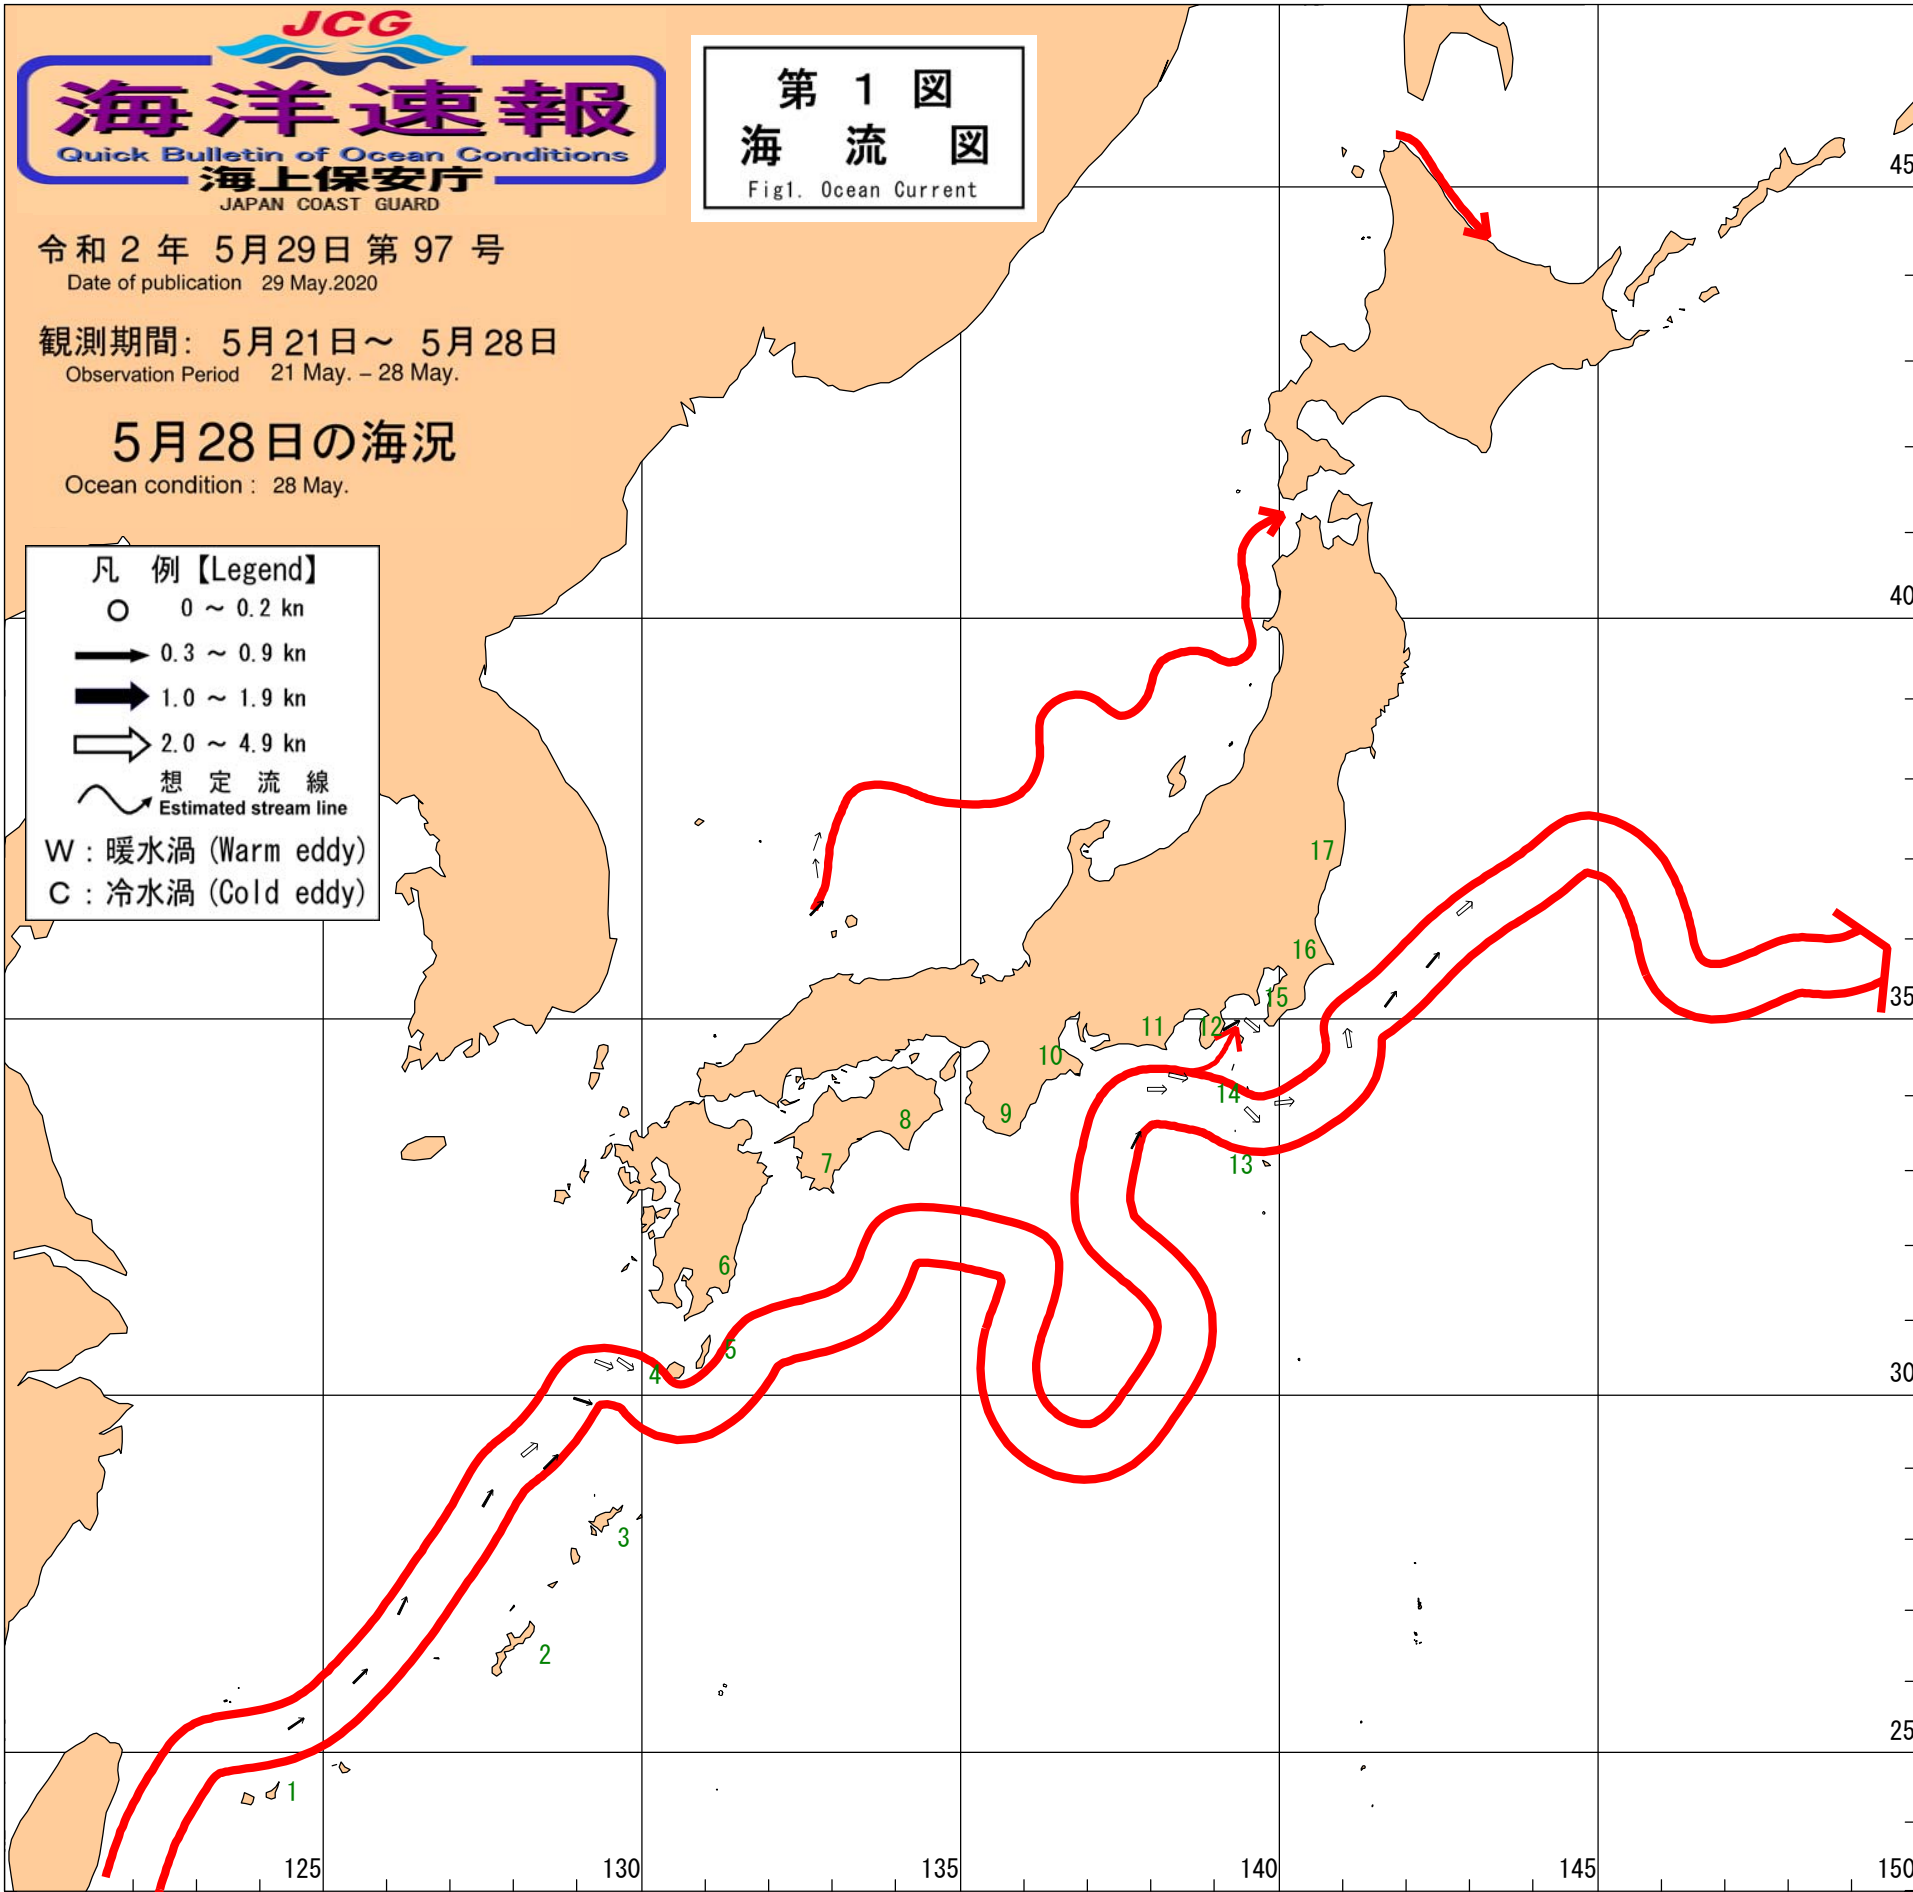 JCG
海洋速報
Quick Bulletin of Ocean Conditions
海上保安庁
JAPAN COAST GUARD
第 1 図
海 流 図
Fig1. Ocean Current
令和 2 年 5月29日 第 97 号
Date of publication 29 May.2020
観測期間: 5月21日～ 5月28日
Observation Period 21 May. – 28 May.
5月28日の海況
Ocean condition : 28 May.
凡 例【Legend】
0 ～ 0.2 kn
0.3 ～ 0.9 kn
1.0 ～ 1.9 kn
2.0 ～ 4.9 kn
想 定 流 線
Estimated stream line
W : 暖水渦 (Warm eddy)
C : 冷水渦 (Cold eddy)
45
40
17
16
35
15
12
11
10
14
9
8
13
7
6
5
4
30
3
2
25
1
125
130
135
140
145
150